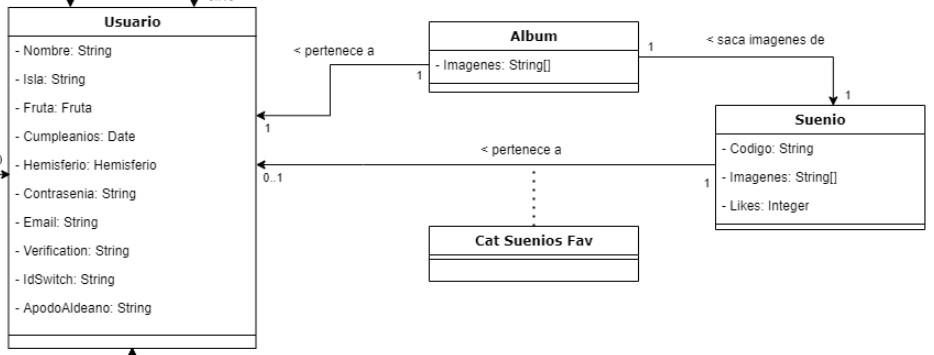 Usuario
- Nombre: String
- Isla: String
- Fruta: Fruta
- Cumpleanios: Date
- Hemisferio: Hemisferio
- Contrasenia: String
- Email: String
- Verification: String
- IdSwitch: String
- ApodoAldeano: String
< pertenece a
1
1
Album
- Imagenes: String[]
1
< saca imagenes de
1
Suenio
- Codigo: String
- Imagenes: String[]
- Likes: Integer
< pertenece a
0..1
1
Cat Suenios Fav